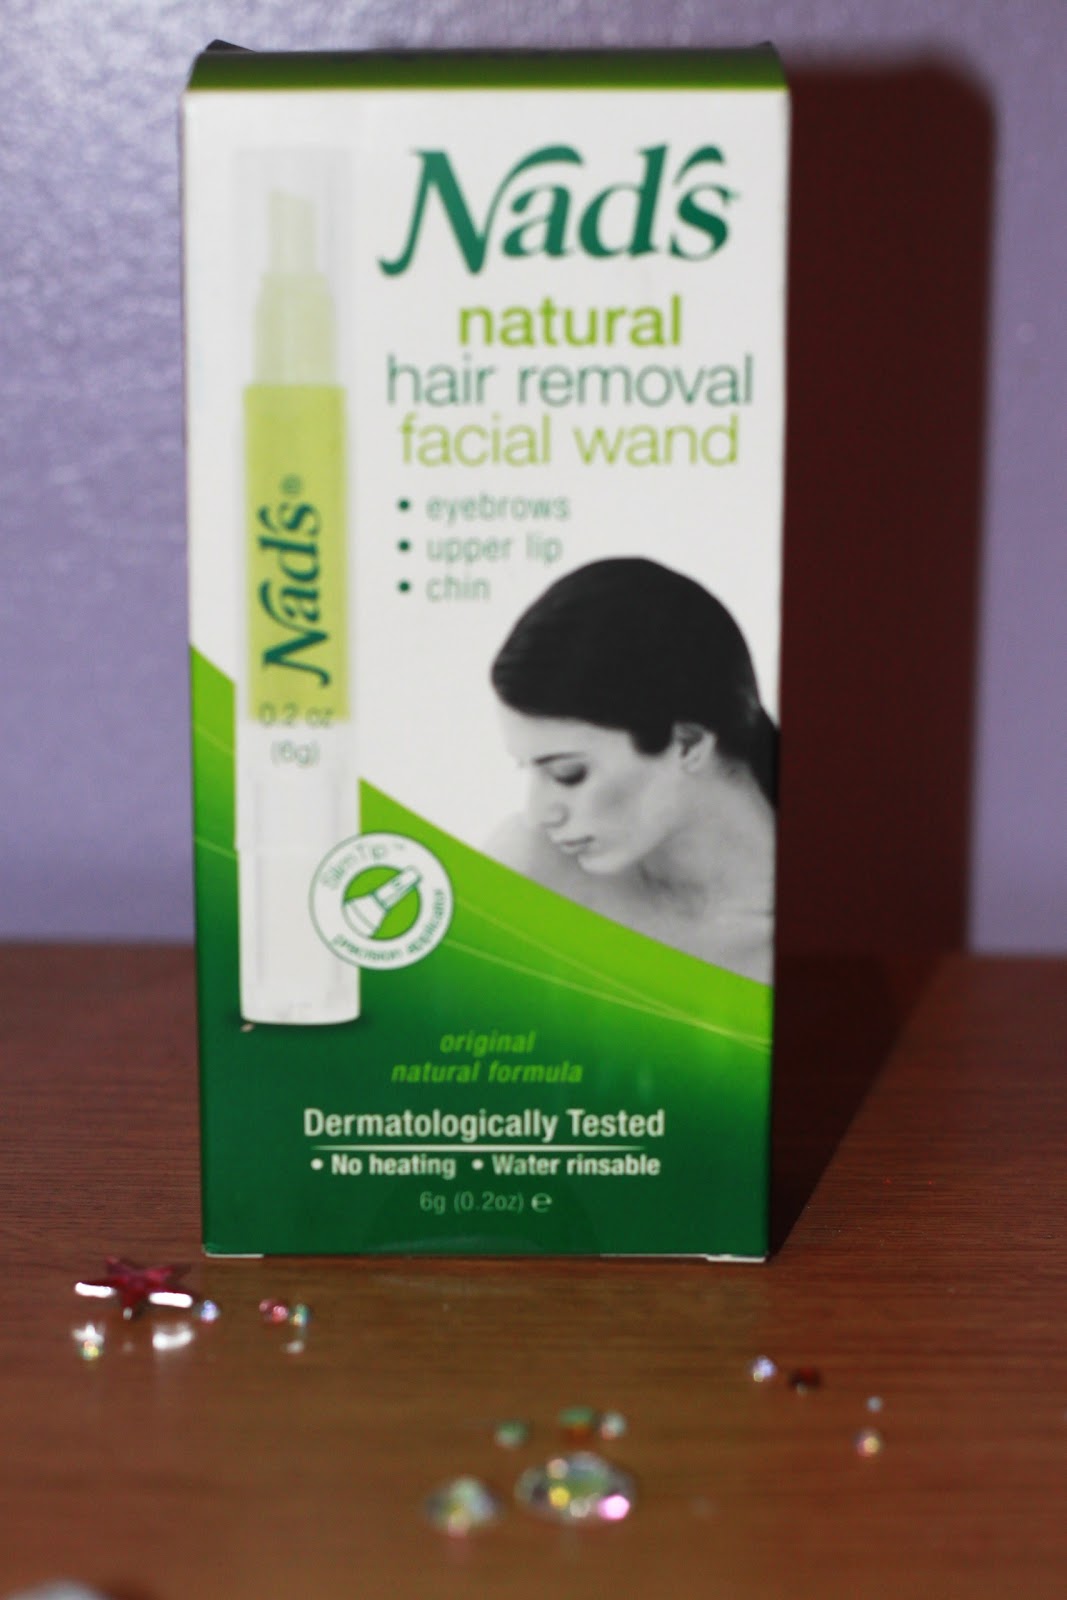 Nad's
natural
hair removal
facial wand
• eyebrows
• upper lip
• chin
Nad's®
0.2 oz
(6g)
SlimTip™
precision applicator
original
natural formula
Dermatologically Tested
• No heating • Water rinsable
6g (0.2oz) ℮